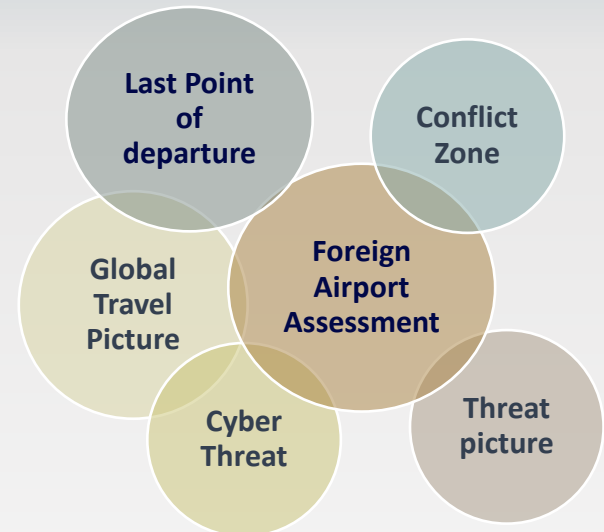 Last Point
of
departure
Conflict
Zone
Global
Travel
Picture
Foreign
Airport
Assessment
Cyber
Threat
Threat
picture